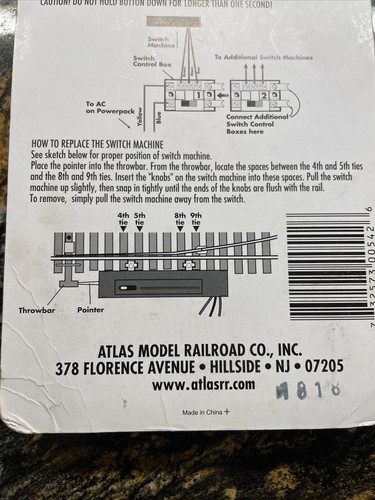 CAUTION! DO NOT HOLD BUTTON DOWN FOR LONGER THAN ONE SECOND!
Switch
Machine
Switch
Control Box
To Additional Switch Machines
To AC
on Powerpack
Yellow
Blue
1
2
Connect Additional
Switch Control
Boxes here
HOW TO REPLACE THE SWITCH MACHINE
See sketch below for proper position of switch machine.
Place the pointer into the throwbar. From the throwbar, locate the spaces between the 4th and 5th ties
and the 8th and 9th ties. Insert the "knobs" on the switch machine into these spaces. Pull the switch
machine up slightly, then snap in tightly until the ends of the knobs are flush with the rail.
To remove, simply pull the switch machine away from the switch.
4th 5th 8th 9th
tie tie tie tie
Throwbar Pointer
32573 00542 6
ATLAS MODEL RAILROAD CO., INC.
378 FLORENCE AVENUE • HILLSIDE • NJ • 07205
www.atlasrr.com
Made in China +